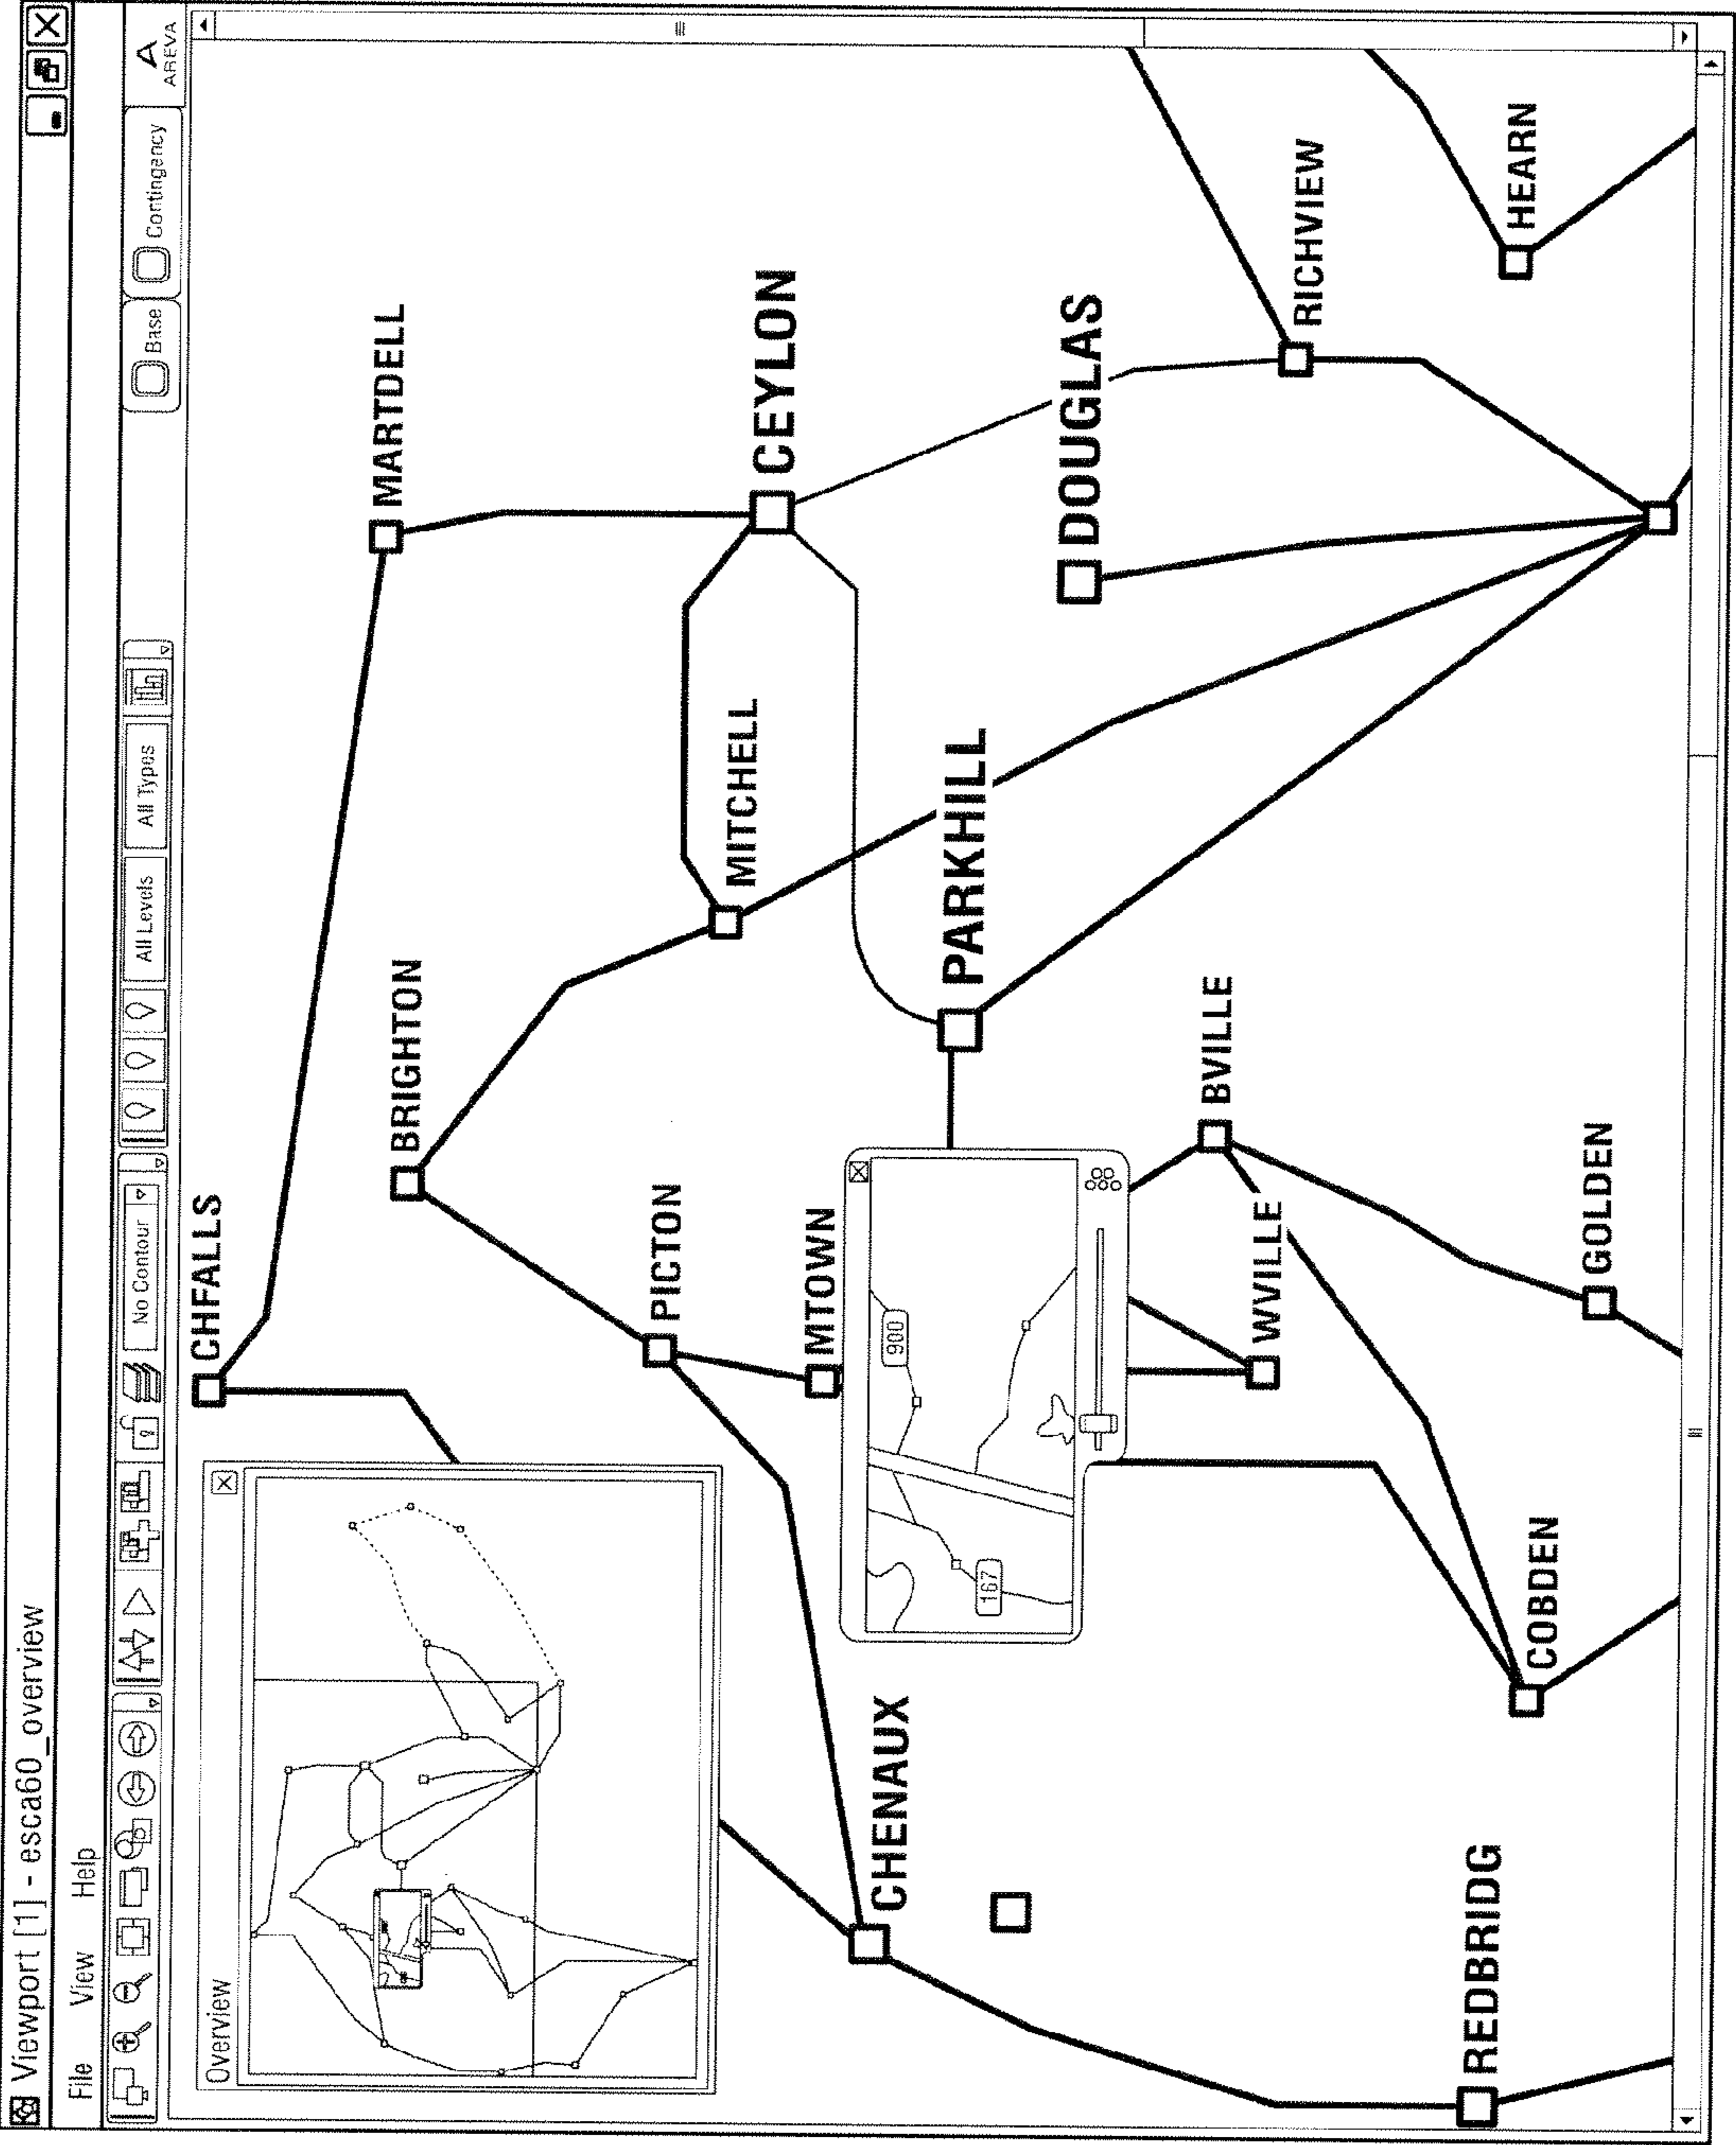 Viewport [1] - esca60_overview
File View Help
No Contour
All Levels
All Types
Base
Contingency
A
AREVA
Overview
CHFALLS
MARTDELL
BRIGHTON
PICTON
MITCHELL
CEYLON
MTOWN
CHENAUX
900
167
PARKHILL
DOUGLAS
BVILLE
WVILLE
RICHVIEW
REDBRIDG
COBDEN
GOLDEN
HEARN